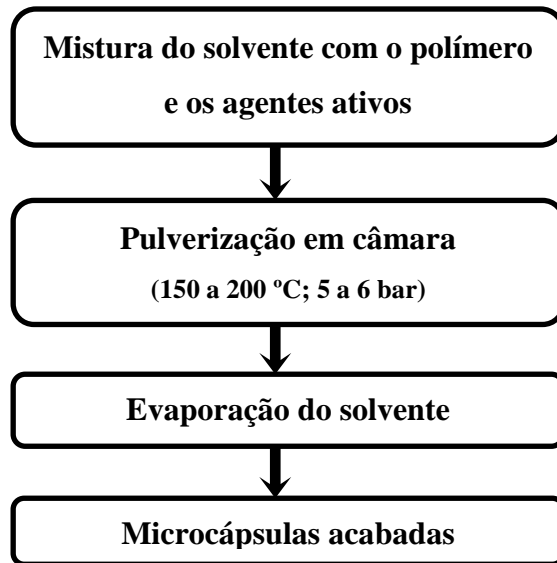 Mistura do solvente com o polímero
e os agentes ativos
Pulverização em câmara
(150 a 200 ºC; 5 a 6 bar)
Evaporação do solvente
Microcápsulas acabadas